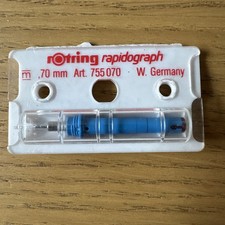 rotring rapidograph
m .70 mm Art. 755 070 W. Germany